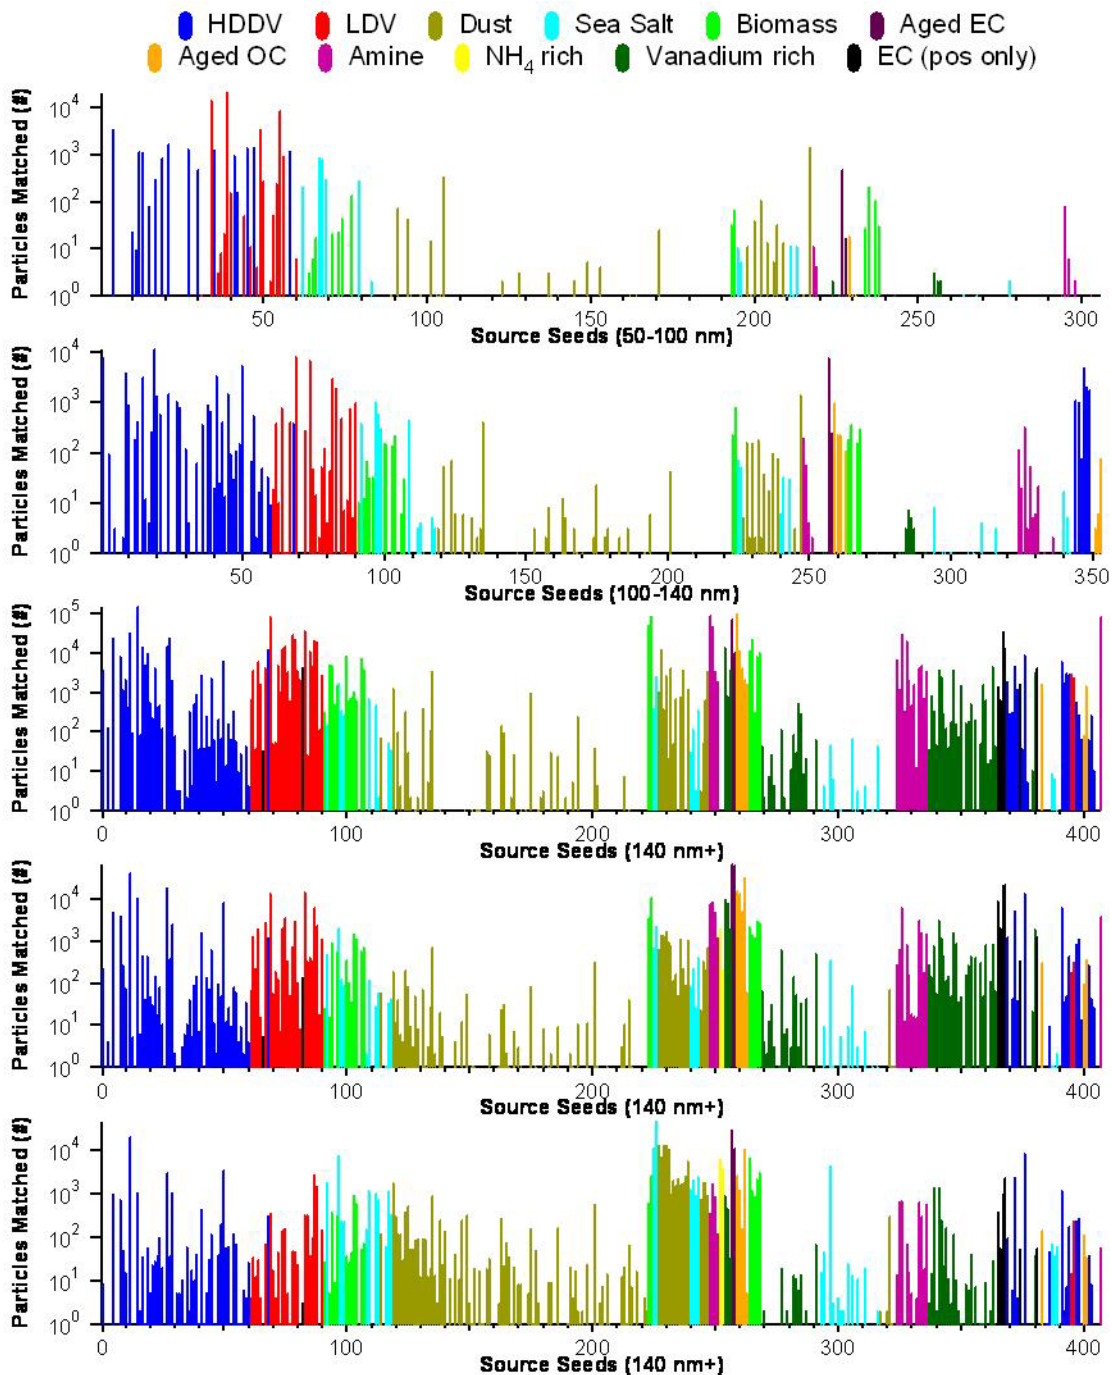 HDDV LDV Dust Sea Salt Biomass Aged EC
Aged OC Amine NH4 rich Vanadium rich EC (pos only)
Particles Matched (#)
10^4
10^3
10^2
10^1
10^0
50 100 150 200 250 300
Source Seeds (50-100 nm)
Particles Matched (#)
10^4
10^3
10^2
10^1
10^0
50 100 150 200 250 300 350
Source Seeds (100-140 nm)
Particles Matched (#)
10^5
10^4
10^3
10^2
10^1
10^0
0 100 200 300 400
Source Seeds (140 nm+)
Particles Matched (#)
10^4
10^3
10^2
10^1
10^0
0 100 200 300 400
Source Seeds (140 nm+)
Particles Matched (#)
10^4
10^3
10^2
10^1
10^0
0 100 200 300 400
Source Seeds (140 nm+)